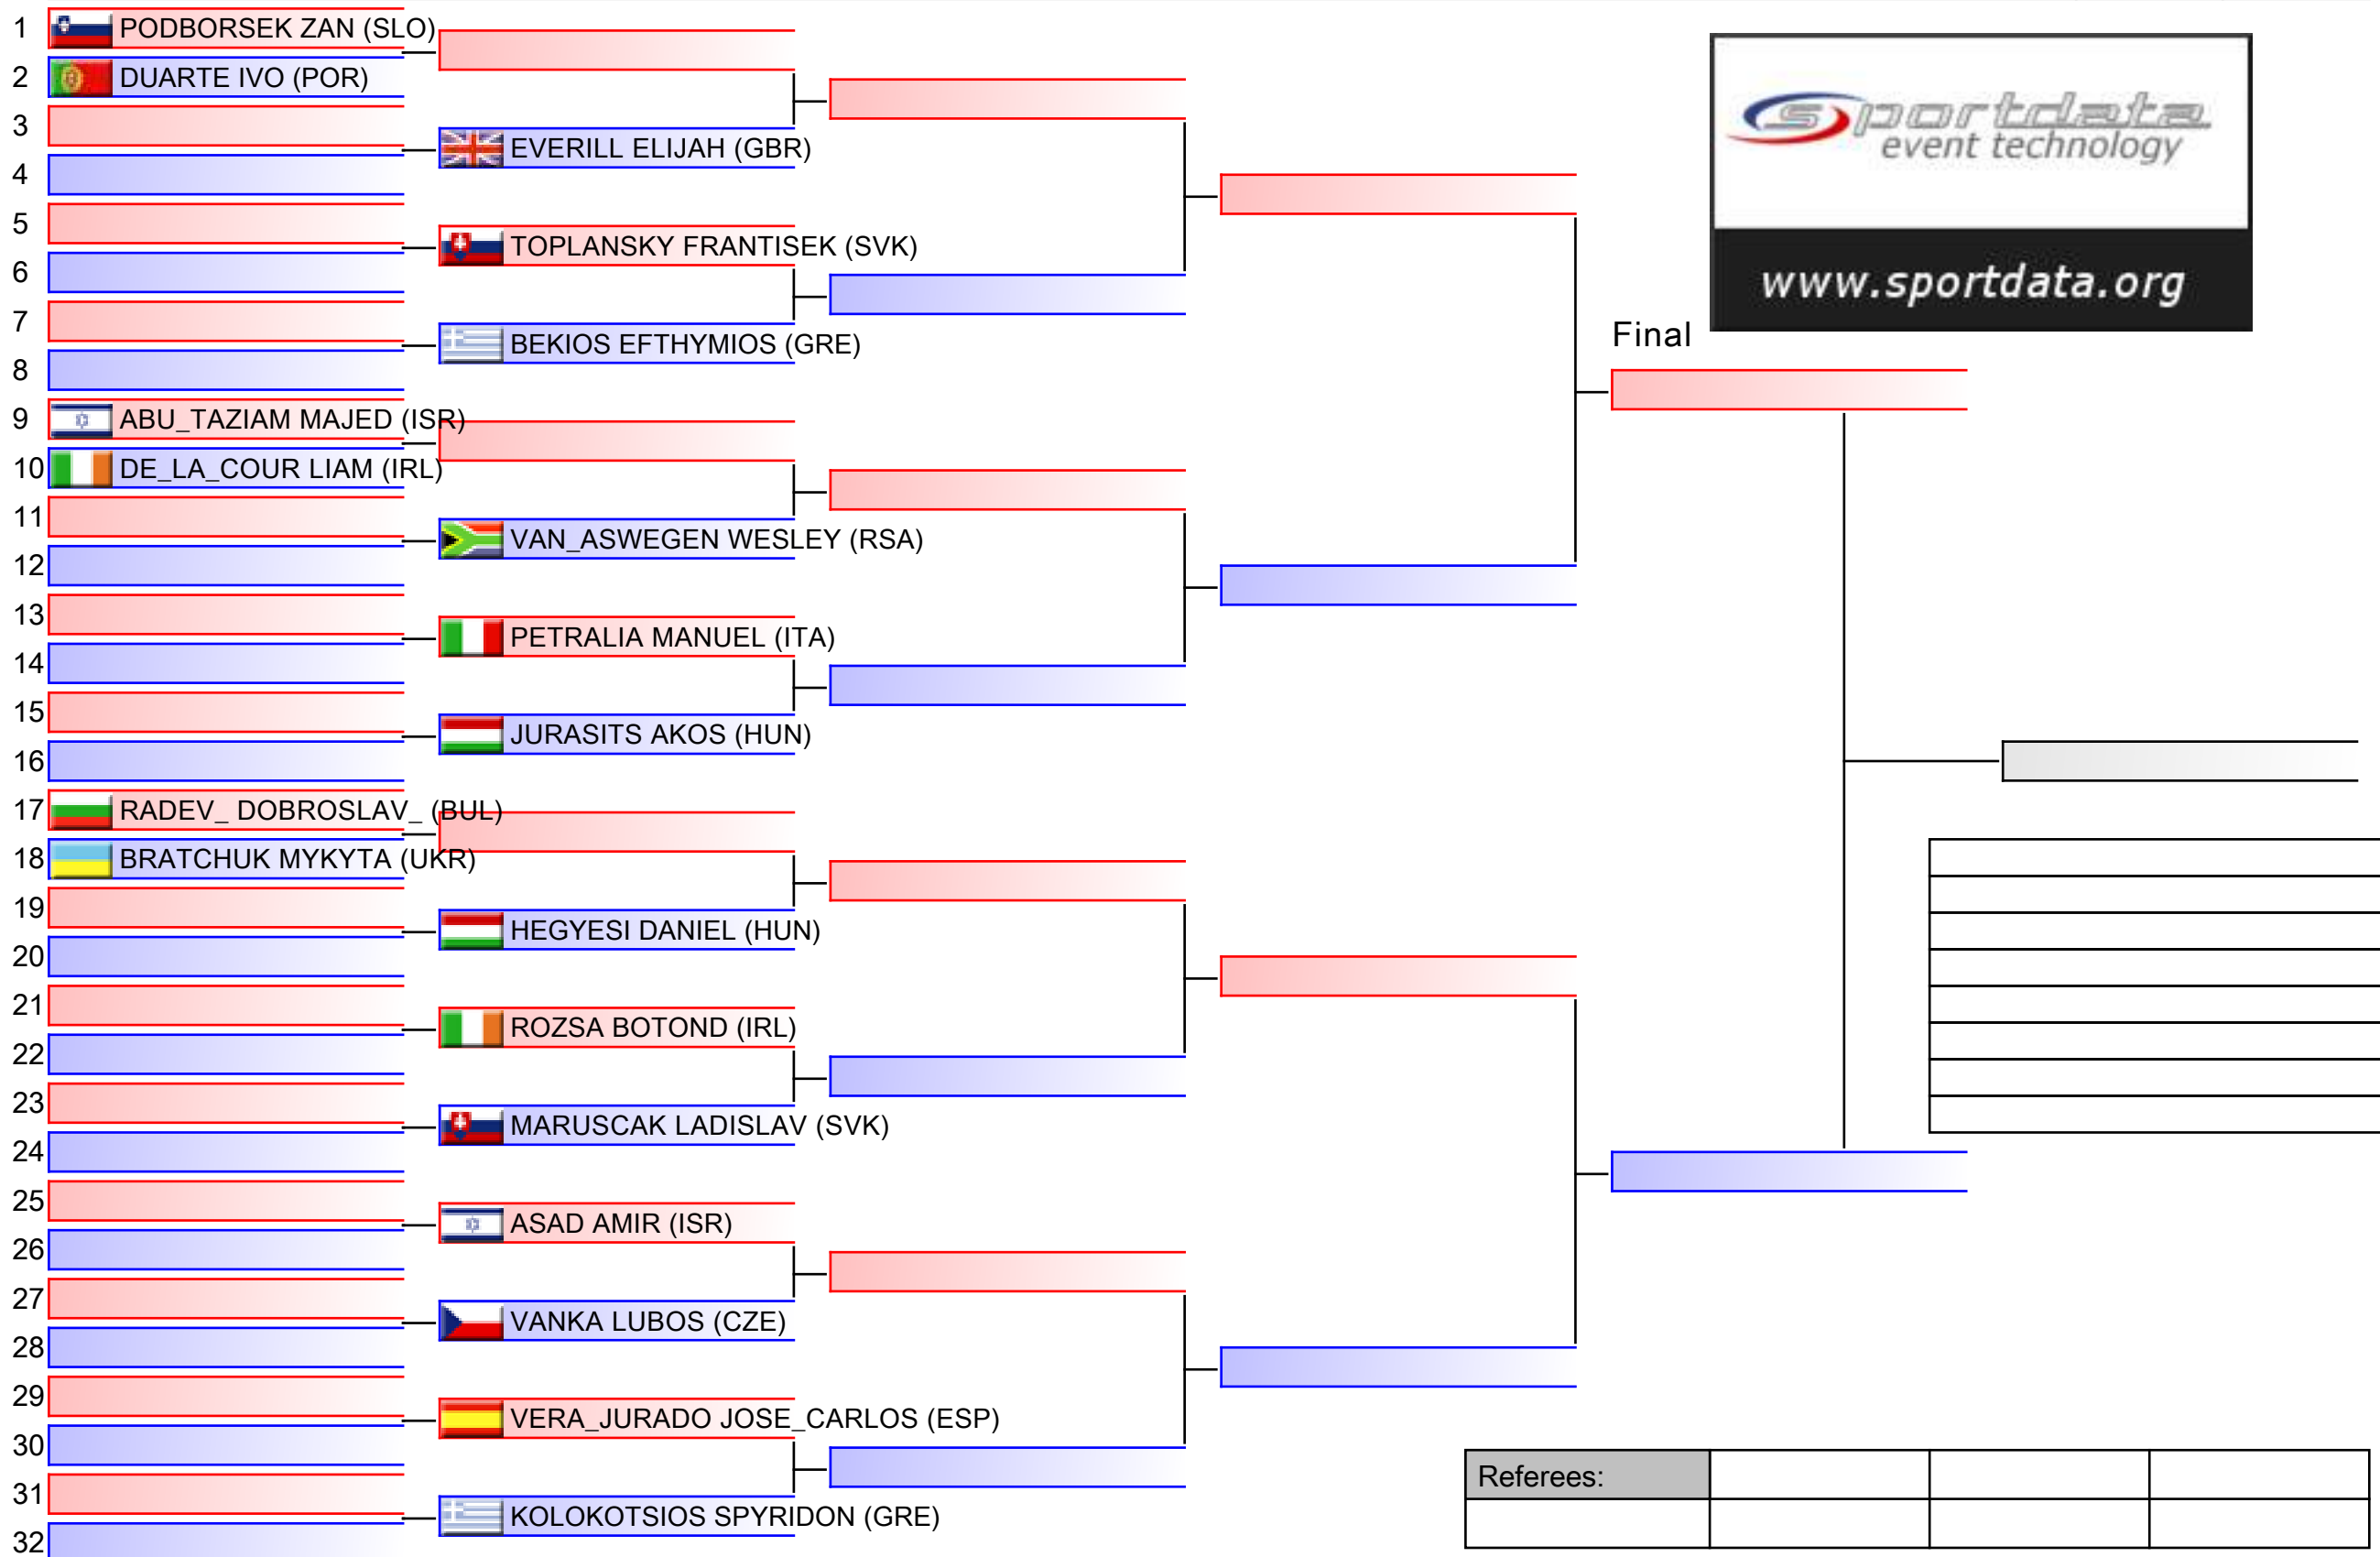 1 PODBORSEK ZAN (SLO)
2 DUARTE IVO (POR)
3
EVERILL ELIJAH (GBR)
4
5
TOPLANSKY FRANTISEK (SVK)
6
7
BEKIOS EFTHYMIOS (GRE)
8
9 ABU_TAZIAM MAJED (ISR)
10 DE_LA_COUR LIAM (IRL)
11
VAN_ASWEGEN WESLEY (RSA)
12
13
PETRALIA MANUEL (ITA)
14
15
JURASITS AKOS (HUN)
16
17 RADEV_ DOBROSLAV_ (BUL)
18 BRATCHUK MYKYTA (UKR)
19
HEGYESI DANIEL (HUN)
20
21
ROZSA BOTOND (IRL)
22
23
MARUSCAK LADISLAV (SVK)
24
25
ASAD AMIR (ISR)
26
27
VANKA LUBOS (CZE)
28
29
VERA_JURADO JOSE_CARLOS (ESP)
30
31
KOLOKOTSIOS SPYRIDON (GRE)
32
sportdata
event technology
www.sportdata.org
Final
Referees: